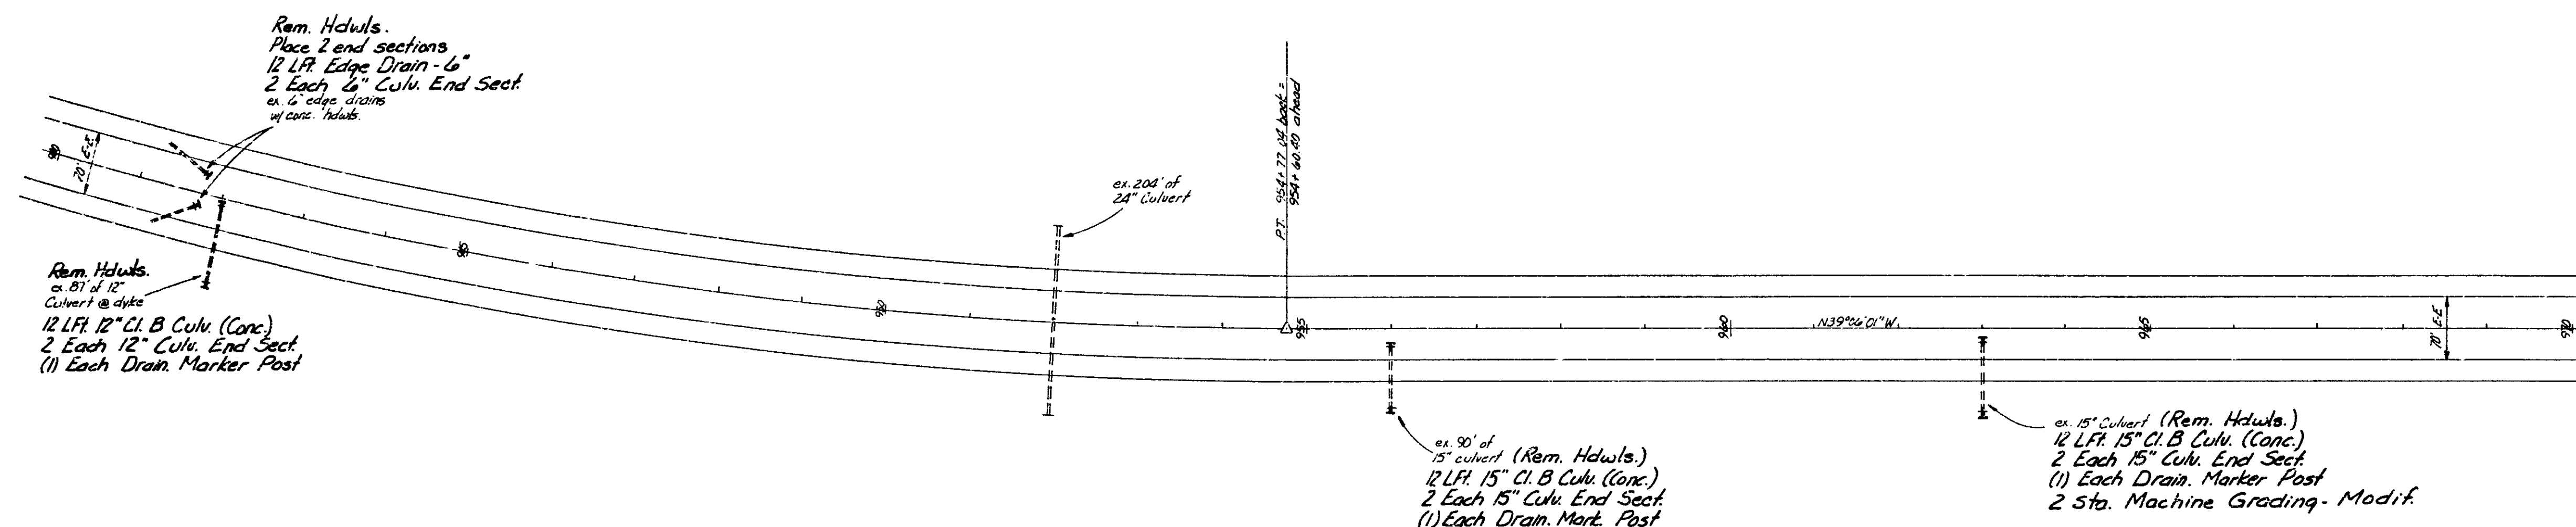 Rem. Hdwls.
Place 2 end sections
12 LFt. Edge Drain - 6"
2 Each 6" Culv. End Sect.
ex. 6" edge drains
w/ conc. hdwls.
70' E-E
Rem. Hdwls.
ex. 87' of 12"
Culvert @ dyke
12 LFt. 12" Cl. B Culv. (Conc.)
2 Each 12" Culv. End Sect.
(1) Each Drain. Marker Post
950
ex. 204' of
24" Culvert
P.T. 954+77.04 back =
954+60.40 ahead
955
960
N39°06'01"W
965
70' E-E
970
ex. 90' of
15" culvert (Rem. Hdwls.)
12 LFt. 15" Cl. B Culv. (Conc.)
2 Each 15" Culv. End Sect.
(1) Each Drain. Mark. Post
ex. 15" Culvert (Rem. Hdwls.)
12 LFt. 15" Cl. B Culv. (Conc.)
2 Each 15" Culv. End Sect.
(1) Each Drain. Marker Post
2 Sta. Machine Grading - Modif.